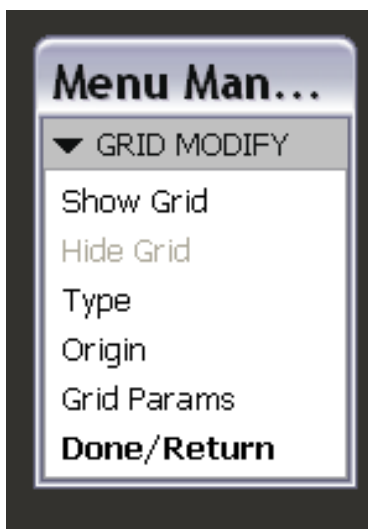 Menu Man...
GRID MODIFY
Show Grid
Hide Grid
Type
Origin
Grid Params
Done/Return